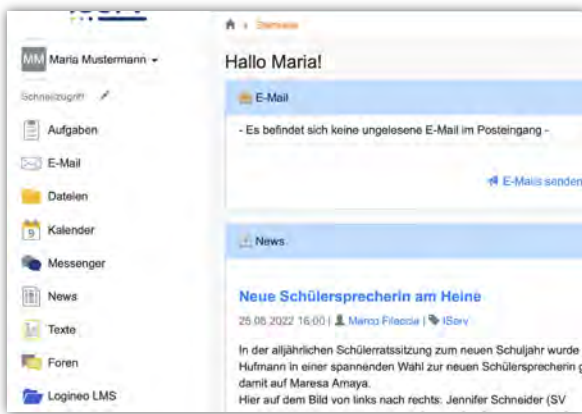 Startseite
MM Maria Mustermann
Hallo Maria!
Schnellzugriff
E-Mail
Aufgaben
- Es befindet sich keine ungelesene E-Mail im Posteingang -
E-Mail
E-Mails senden
Dateien
Kalender
9
News
Messenger
News
Neue Schülersprecherin am Heine
25.08.2022 16:00 | Marco Fileccia | IServ
Texte
In der alljährlichen Schülerratssitzung zum neuen Schuljahr wurde
Foren
Hufmann in einer spannenden Wahl zur neuen Schülersprecherin g
damit auf Maresa Amaya.
Logineo LMS
Hier auf dem Bild von links nach rechts: Jennifer Schneider (SV